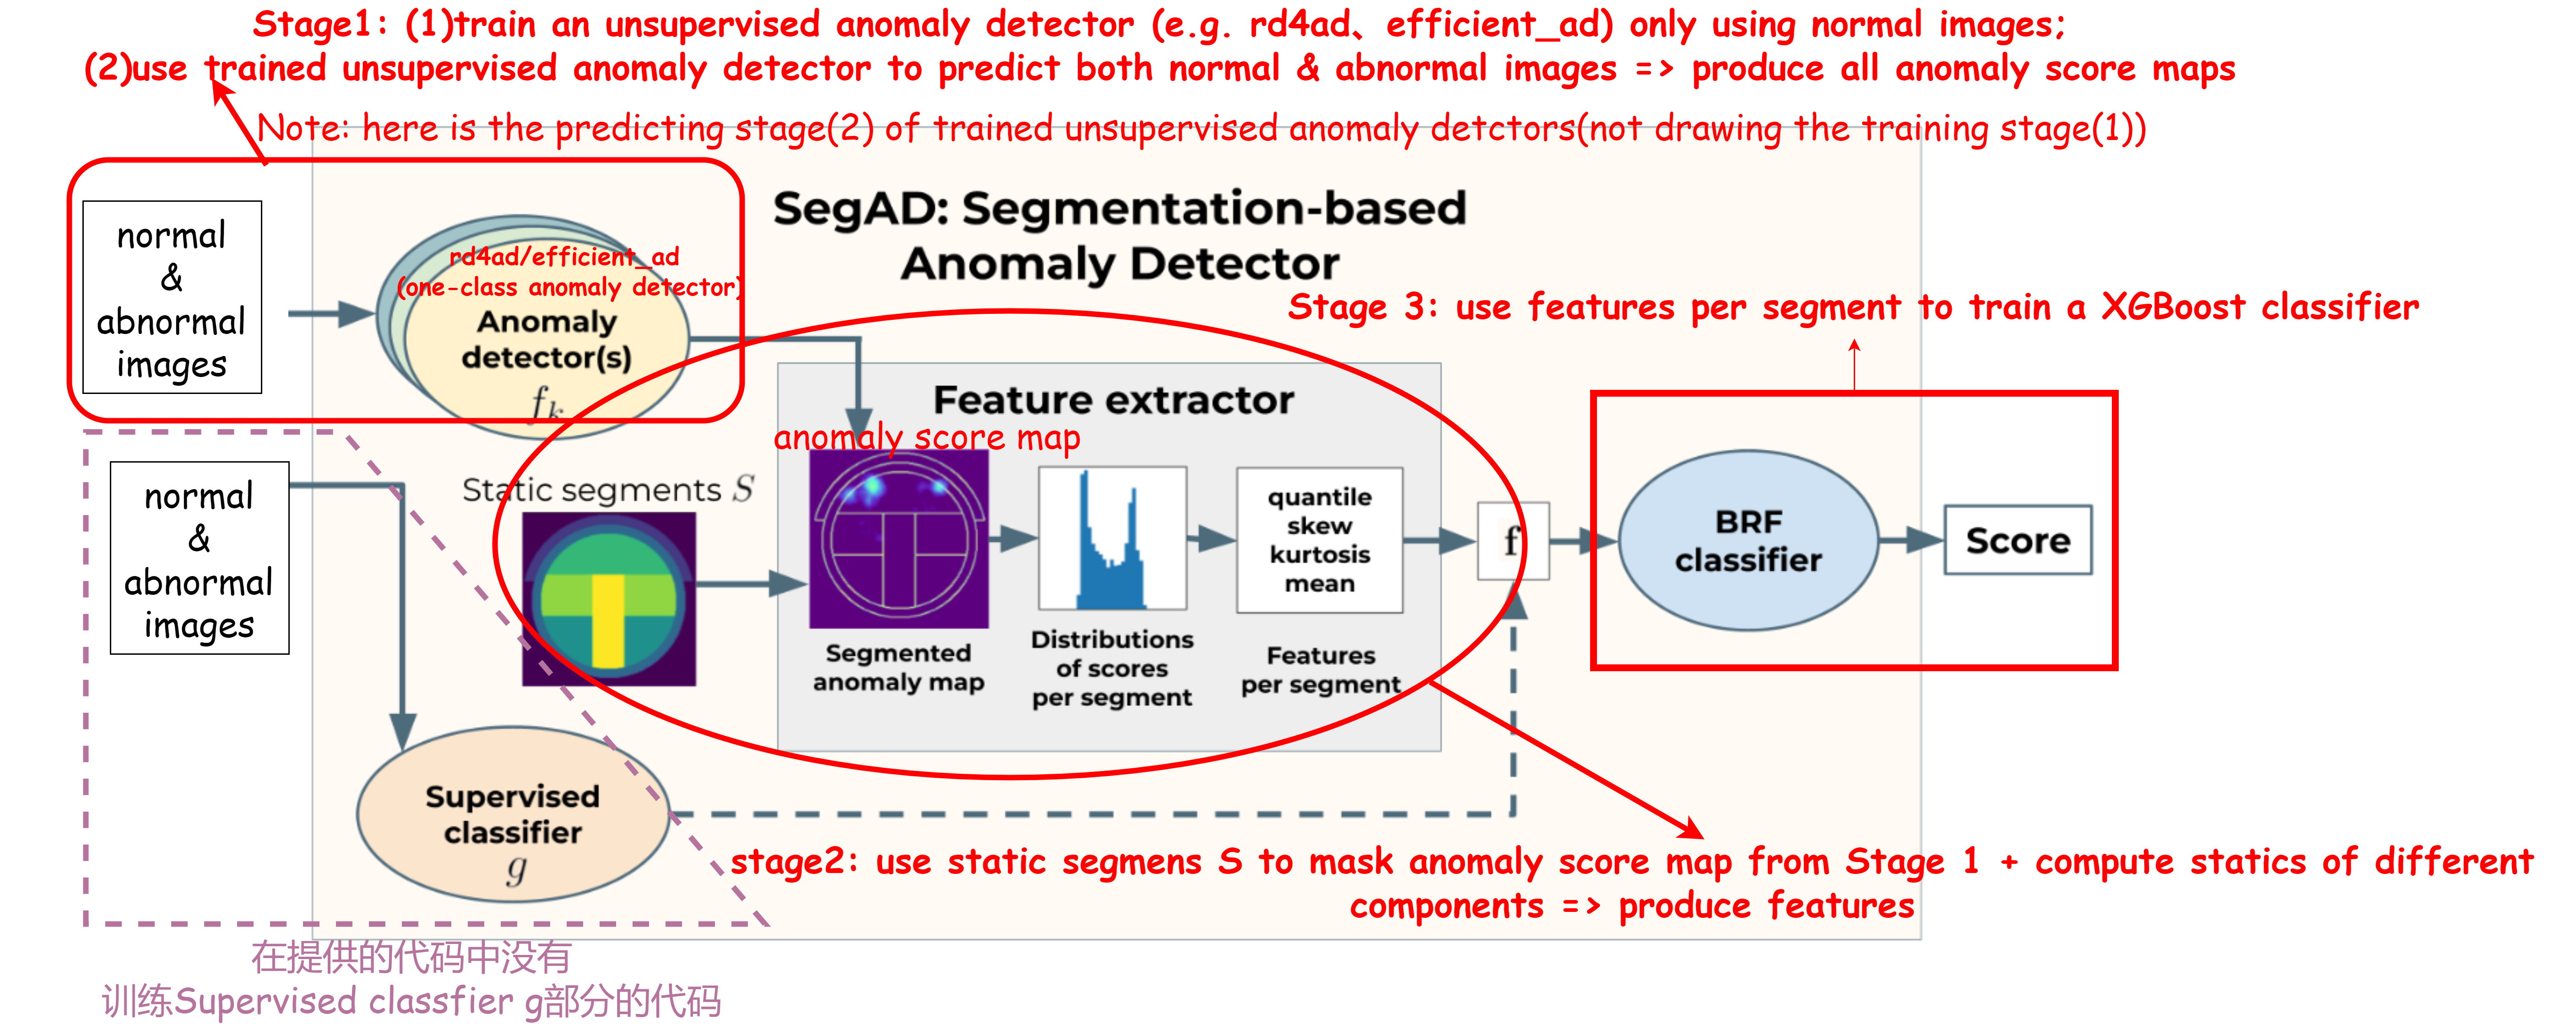 Stage1: (1)train an unsupervised anomaly detector (e.g. rd4ad、efficient_ad) only using normal images;
(2)use trained unsupervised anomaly detector to predict both normal & abnormal images => produce all anomaly score maps
Note: here is the predicting stage(2) of trained unsupervised anomaly detctors(not drawing the training stage(1))
normal
&
abnormal
images
rd4ad/efficient_ad
(one-class anomaly detector)
Anomaly
detector(s)
fk
SegAD: Segmentation-based
Anomaly Detector
Stage 3: use features per segment to train a XGBoost classifier
Feature extractor
anomaly score map
Static segments S
normal
&
abnormal
images
Segmented
anomaly map
Distributions
of scores
per segment
quantile
skew
kurtosis
mean
Features
per segment
f
BRF
classifier
Score
Supervised
classifier
g
stage2: use static segmens S to mask anomaly score map from Stage 1 + compute statics of different
components => produce features
在提供的代码中没有
训练Supervised classfier g部分的代码